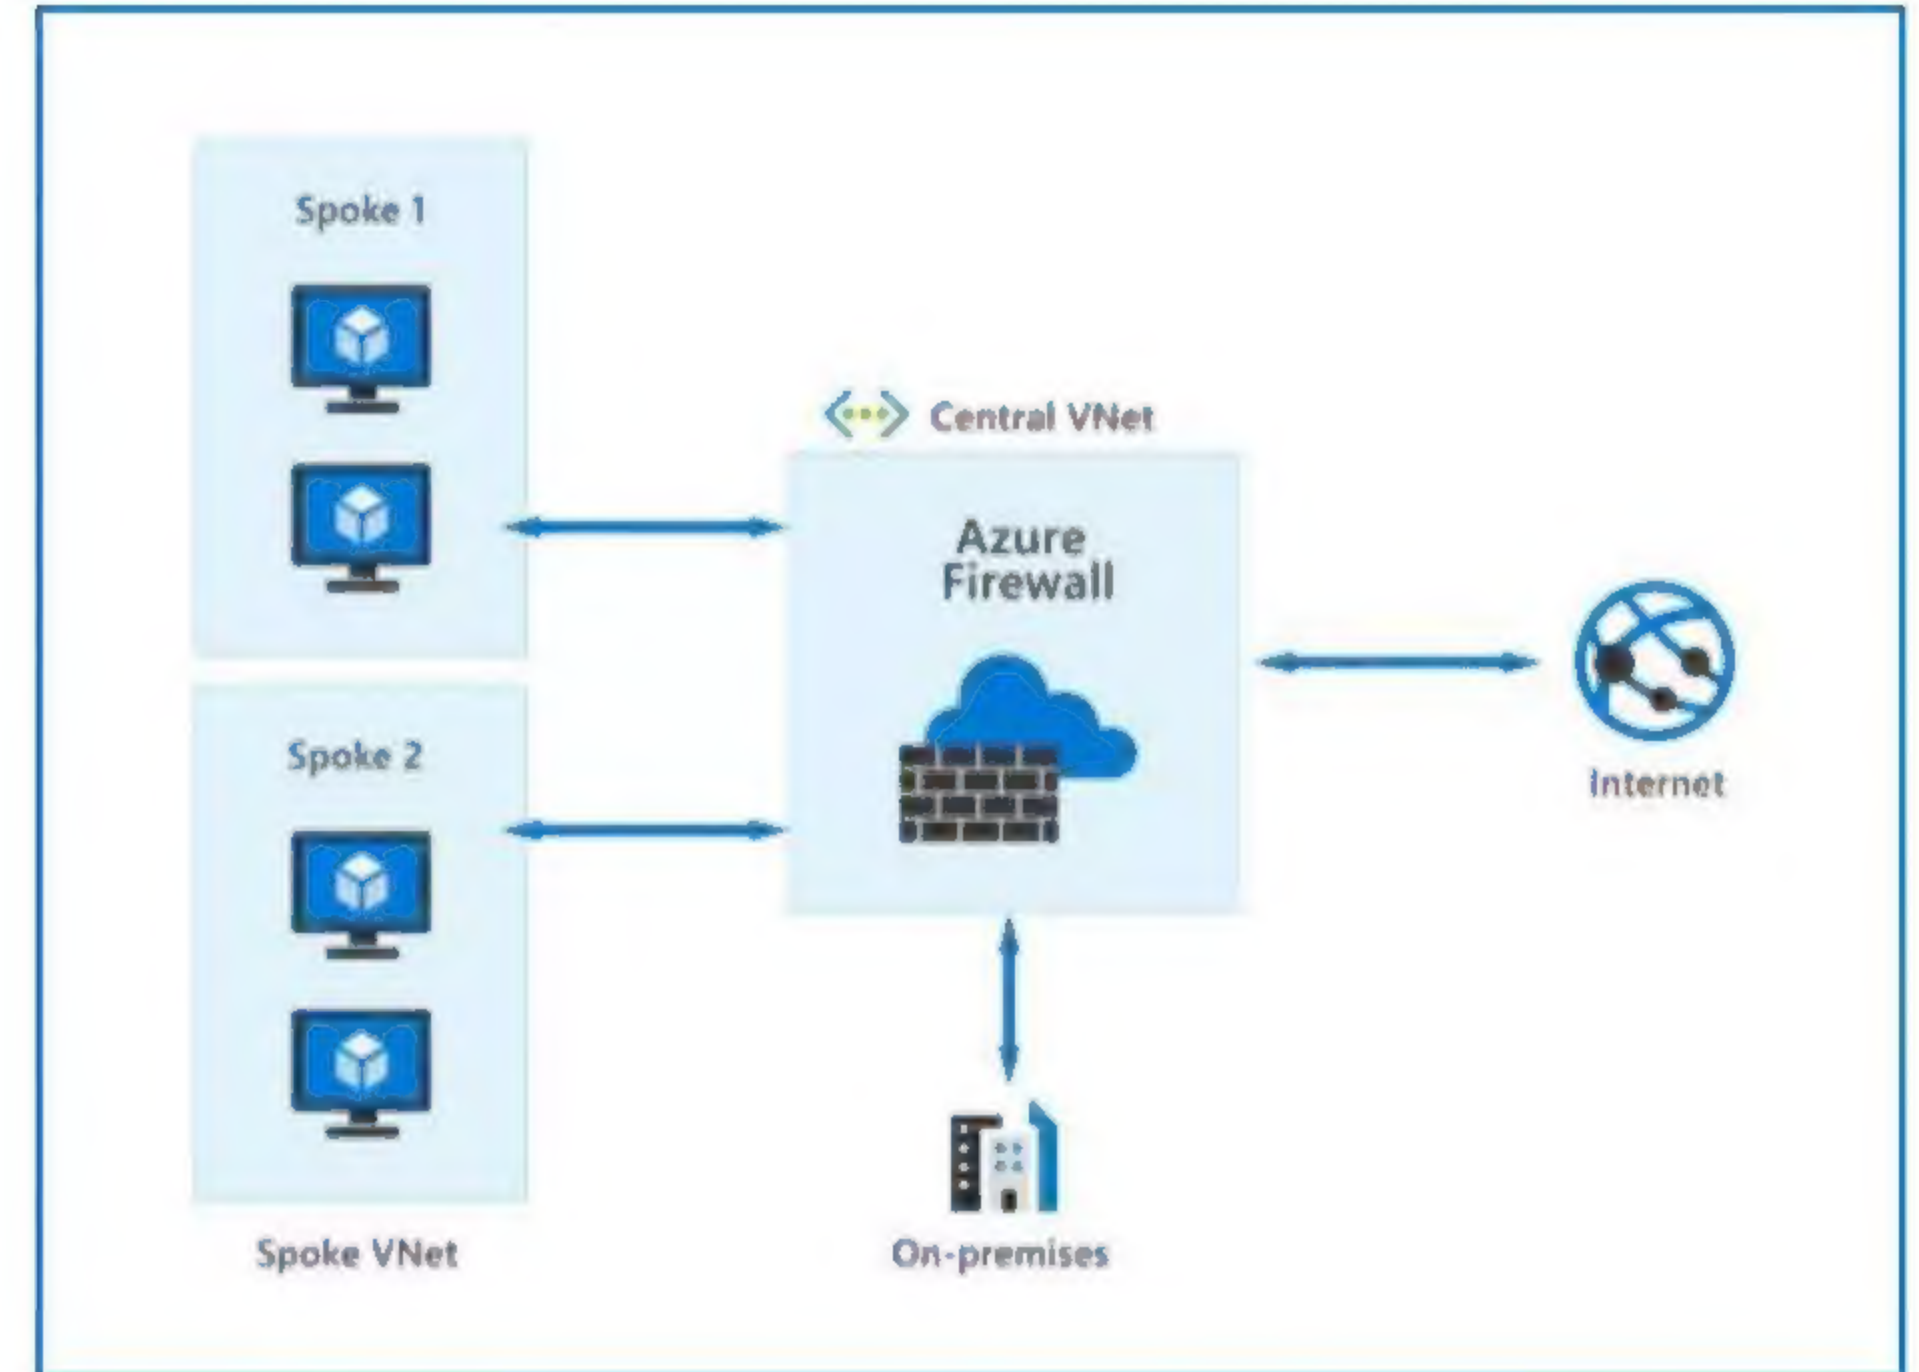 Spoke 1
Central VNet
Azure
Firewall
Spoke 2
Internet
Spoke VNet
On-premises